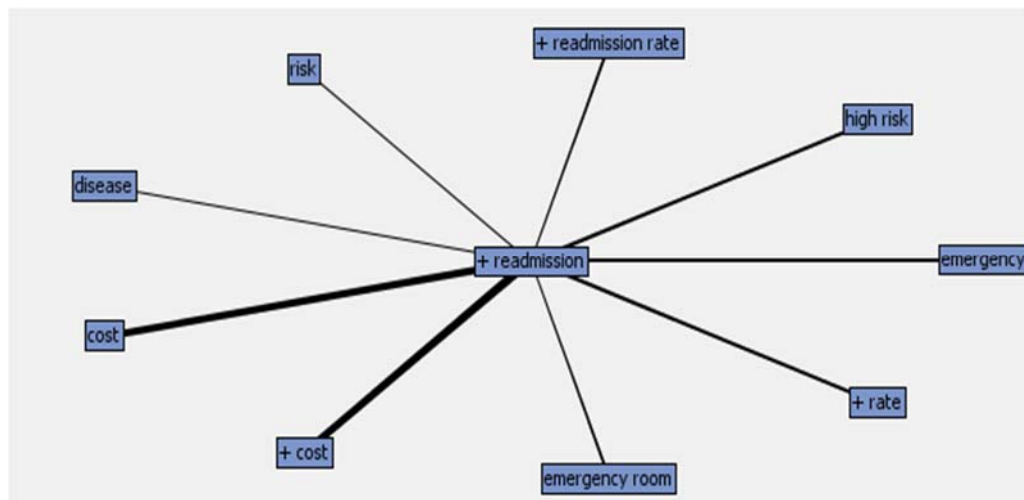 + readmission rate
risk
high risk
disease
+ readmission
emergency
cost
+ rate
+ cost
emergency room